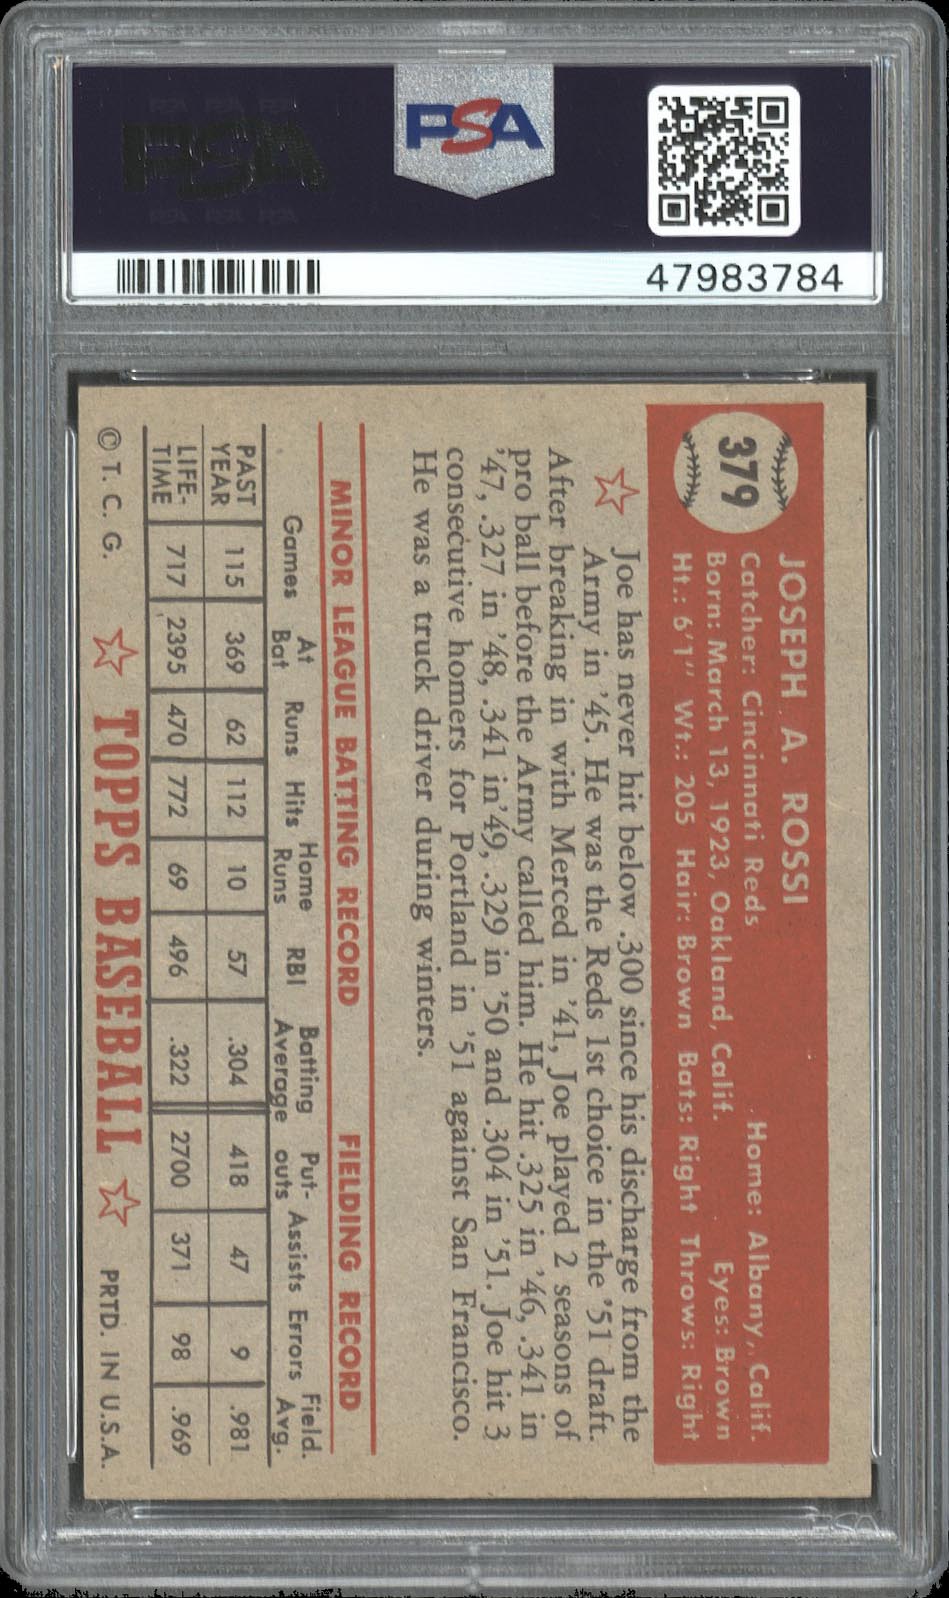 PSA
47983784
379
JOSEPH A. ROSSI
Catcher: Cincinnati Reds Home: Albany, Calif.
Born: March 13, 1923, Oakland, Calif. Eyes: Brown
Ht.: 6'1" Wt.: 205 Hair: Brown Bats: Right Throws: Right
Joe has never hit below .300 since his discharge from the
Army in '45. He was the Reds 1st choice in the '51 draft.
After breaking in with Merced in '41, Joe played 2 seasons of
pro ball before the Army called him. He hit .325 in '46, .341 in
'47, .327 in '48, .341 in'49, .329 in '50 and .304 in '51. Joe hit 3
consecutive homers for Portland in '51 against San Francisco.
He was a truck driver during winters.
MINOR LEAGUE BATTING RECORD FIELDING RECORD
Games At Bat Runs Hits Home Runs RBI Batting Average Put-outs Assists Errors Field. Avg.
PAST YEAR 115 369 62 112 10 57 .304 418 47 9 .981
LIFE-TIME 717 2395 470 772 69 496 .322 2700 371 98 .969
© T. C. G. TOPPS BASEBALL PRTD. IN U.S.A.